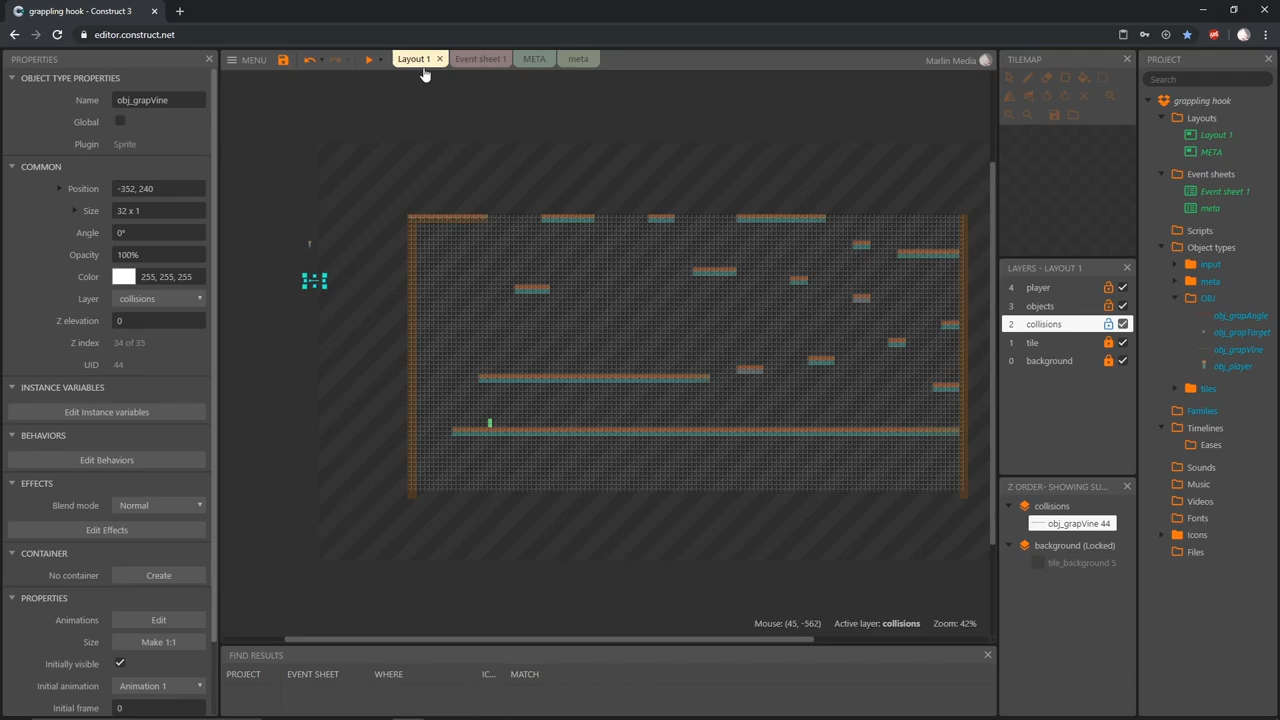 grappling hook - Construct 3
editor.construct.net
PROPERTIES
OBJECT TYPE PROPERTIES
Name obj_grapVine
Global
Plugin Sprite
COMMON
Position -352, 240
Size 32 x 1
Angle 0°
Opacity 100%
Color 255, 255, 255
Layer collisions
Z elevation 0
Z index 34 of 35
UID 44
INSTANCE VARIABLES
Edit Instance variables
BEHAVIORS
Edit Behaviors
EFFECTS
Blend mode Normal
Edit Effects
CONTAINER
No container Create
PROPERTIES
Animations Edit
Size Make 1:1
Initially visible
Initial animation Animation 1
Initial frame 0
MENU
Layout 1
Event sheet 1
META
meta
Marlin Media
Mouse: (45, -562) Active layer: collisions Zoom: 42%
FIND RESULTS
PROJECT EVENT SHEET WHERE IC... MATCH
TILEMAP
LAYERS - LAYOUT 1
4 player
3 objects
2 collisions
1 tile
0 background
Z ORDER- SHOWING SU...
collisions
obj_grapVine 44
background (Locked)
tile_background 5
PROJECT
Search
grappling hook
Layouts
Layout 1
META
Event sheets
Event sheet 1
meta
Scripts
Object types
input
meta
OBJ
obj_grapAngle
obj_grapTarget
obj_grapVine
obj_player
tiles
Families
Timelines
Eases
Sounds
Music
Videos
Fonts
Icons
Files